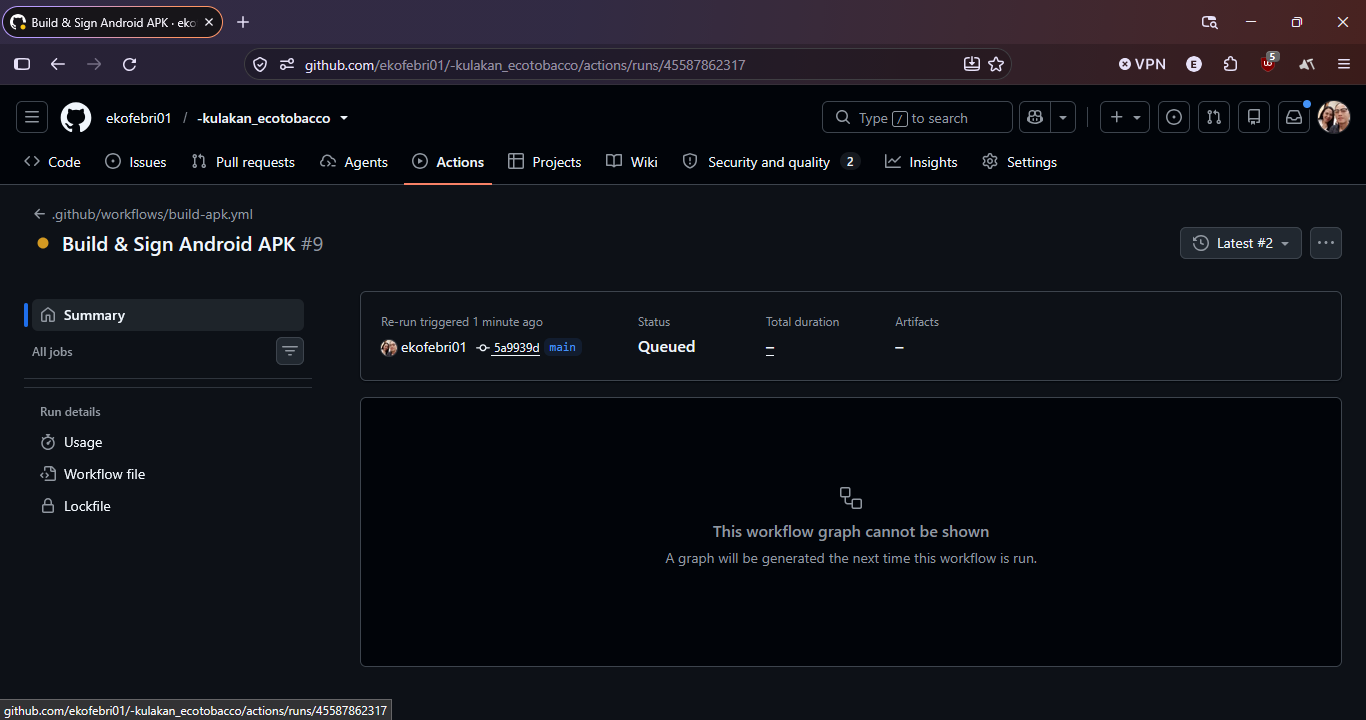 Build & Sign Android APK · eko
github.com/ekofebri01/-kulakan_ecotobacco/actions/runs/45587862317
VPN
E
5
ekofebri01 / -kulakan_ecotobacco
Type / to search
Code
Issues
Pull requests
Agents
Actions
Projects
Wiki
Security and quality 2
Insights
Settings
.github/workflows/build-apk.yml
Build & Sign Android APK #9
Latest #2
Summary
All jobs
Run details
Usage
Workflow file
Lockfile
Re-run triggered 1 minute ago
ekofebri01 5a9939d main
Status
Queued
Total duration
–
Artifacts
–
This workflow graph cannot be shown
A graph will be generated the next time this workflow is run.
github.com/ekofebri01/-kulakan_ecotobacco/actions/runs/45587862317